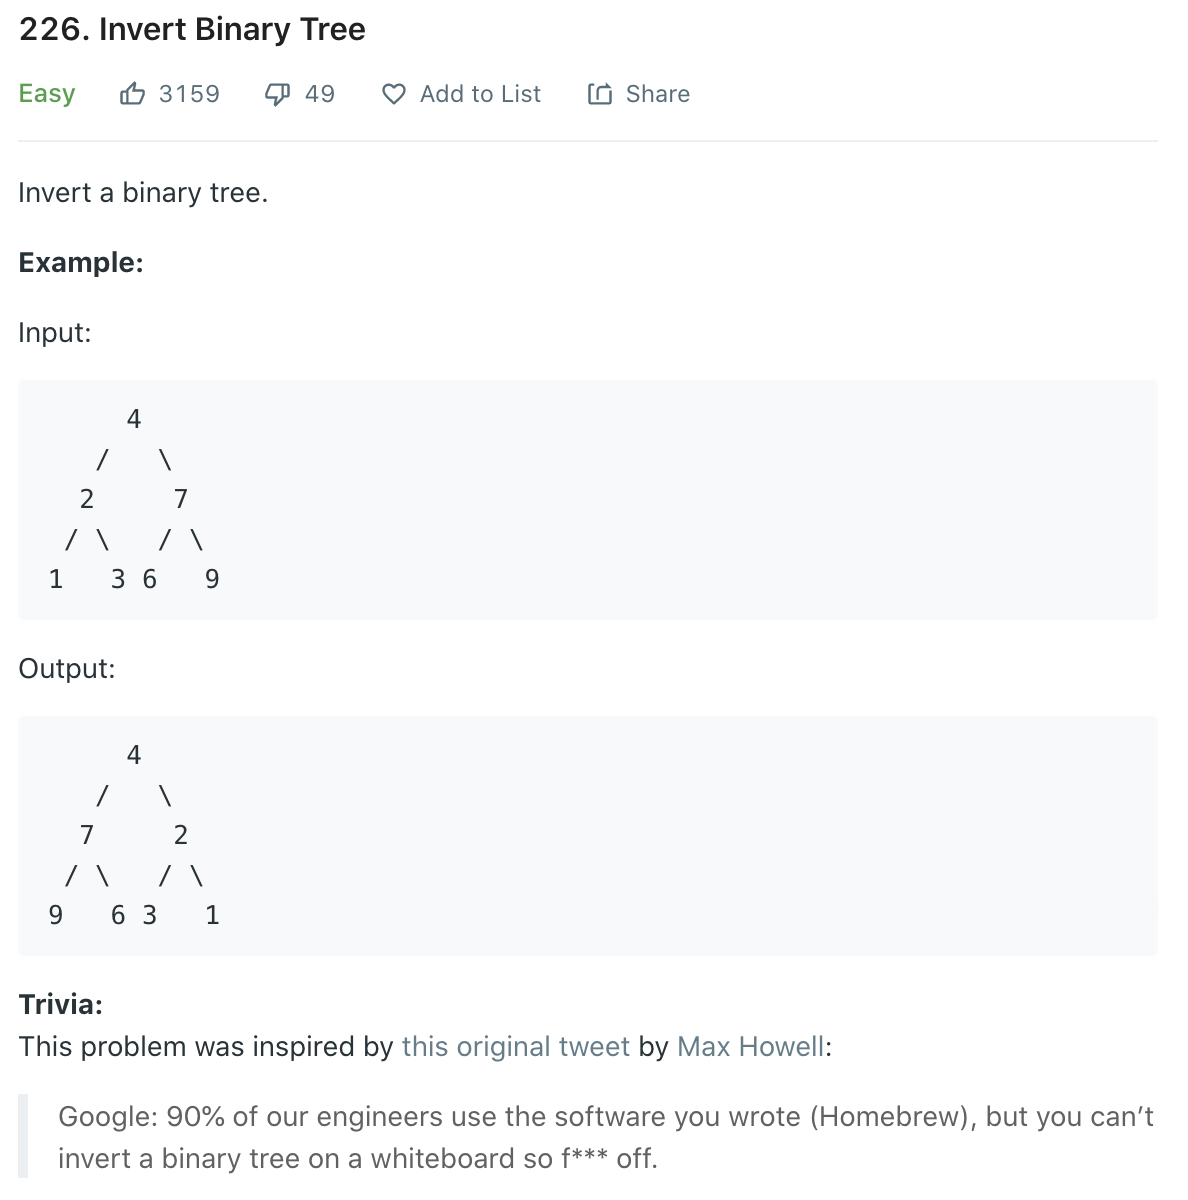 226. Invert Binary Tree
Easy 3159 49 Add to List Share
Invert a binary tree.
Example:
Input:
     4
   /   \
  2     7
 / \   / \
1   3 6   9
Output:
     4
   /   \
  7     2
 / \   / \
9   6 3   1
Trivia:
This problem was inspired by this original tweet by Max Howell:
Google: 90% of our engineers use the software you wrote (Homebrew), but you can’t
invert a binary tree on a whiteboard so f*** off.